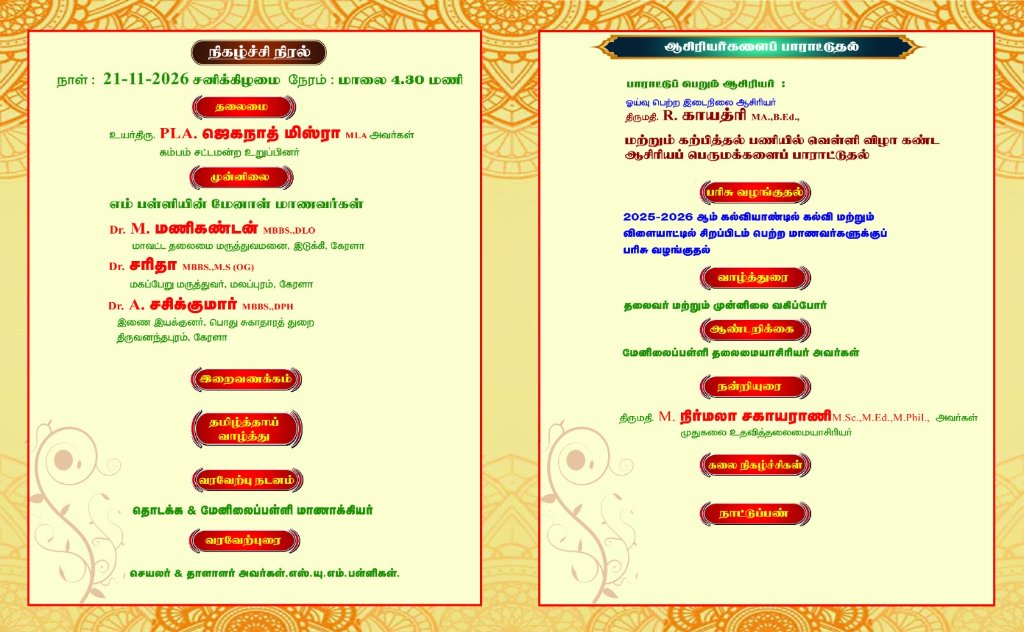 நிகழ்ச்சி நிரல்
நாள் : 21-11-2026 சனிக்கிழமை நேரம் : மாலை 4.30 மணி
தலைமை
உயர்திரு. PLA. ஜெகநாத் மிஸ்ரா MLA அவர்கள்
கம்பம் சட்டமன்ற உறுப்பினர்
முன்னிலை
எம் பள்ளியின் மேனாள் மாணவர்கள்
Dr. M. மணிகண்டன் MBBS.,DLO
மாவட்ட தலைமை மருத்துவமனை, இடுக்கி, கேரளா
Dr. சரிதா MBBS.,M.S (OG)
மகப்பேறு மருத்துவர், மலப்புரம், கேரளா
Dr. A. சசிக்குமார் MBBS.,DPH
இணை இயக்குனர், பொது சுகாதாரத் துறை
திருவனந்தபுரம், கேரளா
இறைவணக்கம்
தமிழ்த்தாய்
வாழ்த்து
வரவேற்பு நடனம்
தொடக்க & மேனிலைப்பள்ளி மாணாக்கியர்
வரவேற்புரை
செயலர் & தாளாளர் அவர்கள்.எஸ்.யு.எம்.பள்ளிகள்.
ஆசிரியர்களைப் பாராட்டுதல்
பாராட்டுப் பெறும் ஆசிரியர் :
ஓய்வு பெற்ற இடைநிலை ஆசிரியர்
திருமதி. R. காயத்ரி MA.,B.Ed.,
மற்றும் கற்பித்தல் பணியில் வெள்ளி விழா கண்ட
ஆசிரியப் பெருமக்களைப் பாராட்டுதல்
பரிசு வழங்குதல்
2025-2026 ஆம் கல்வியாண்டில் கல்வி மற்றும்
விளையாட்டில் சிறப்பிடம் பெற்ற மாணவர்களுக்குப்
பரிசு வழங்குதல்
வாழ்த்துரை
தலைவர் மற்றும் முன்னிலை வகிப்போர்
ஆண்டறிக்கை
மேனிலைப்பள்ளி தலைமையாசிரியர் அவர்கள்
நன்றியுரை
திருமதி. M. நிர்மலா சகாயராணி M.Sc.,M.Ed.,M.Phil., அவர்கள்
முதுகலை உதவித்தலைமையாசிரியர்
கலை நிகழ்ச்சிகள்
நாட்டுப்பண்